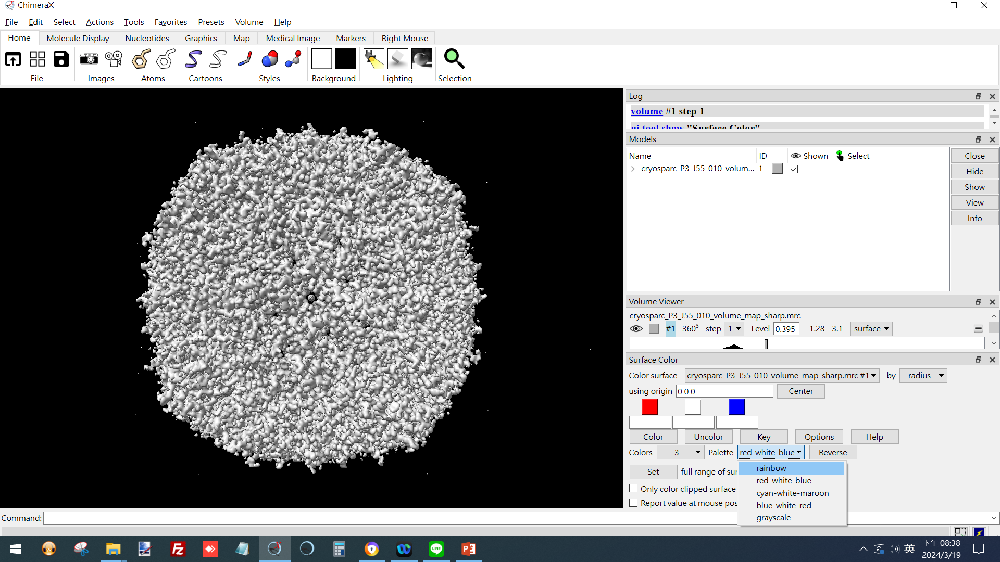 ChimeraX
File Edit Select Actions Tools Favorites Presets Volume Help
Home Molecule Display Nucleotides Graphics Map Medical Image Markers Right Mouse
File Images Atoms Cartoons Styles Background Lighting Selection
Log
volume #1 step 1
ui tool show "Surface Color"
Models
Name ID Shown Select
cryosparc_P3_J55_010_volum... 1
Close
Hide
Show
View
Info
Volume Viewer
cryosparc_P3_J55_010_volume_map_sharp.mrc
#1 360³ step 1 Level 0.395 -1.28 - 3.1 surface
Surface Color
Color surface cryosparc_P3_J55_010_volume_map_sharp.mrc #1 by radius
using origin 0 0 0 Center
Color Uncolor Key Options Help
Colors 3 Palette red-white-blue Reverse
Set full range of sur
rainbow
red-white-blue
cyan-white-maroon
blue-white-red
grayscale
Only color clipped surface
Report value at mouse pos
Command:
英 下午 08:38
2024/3/19